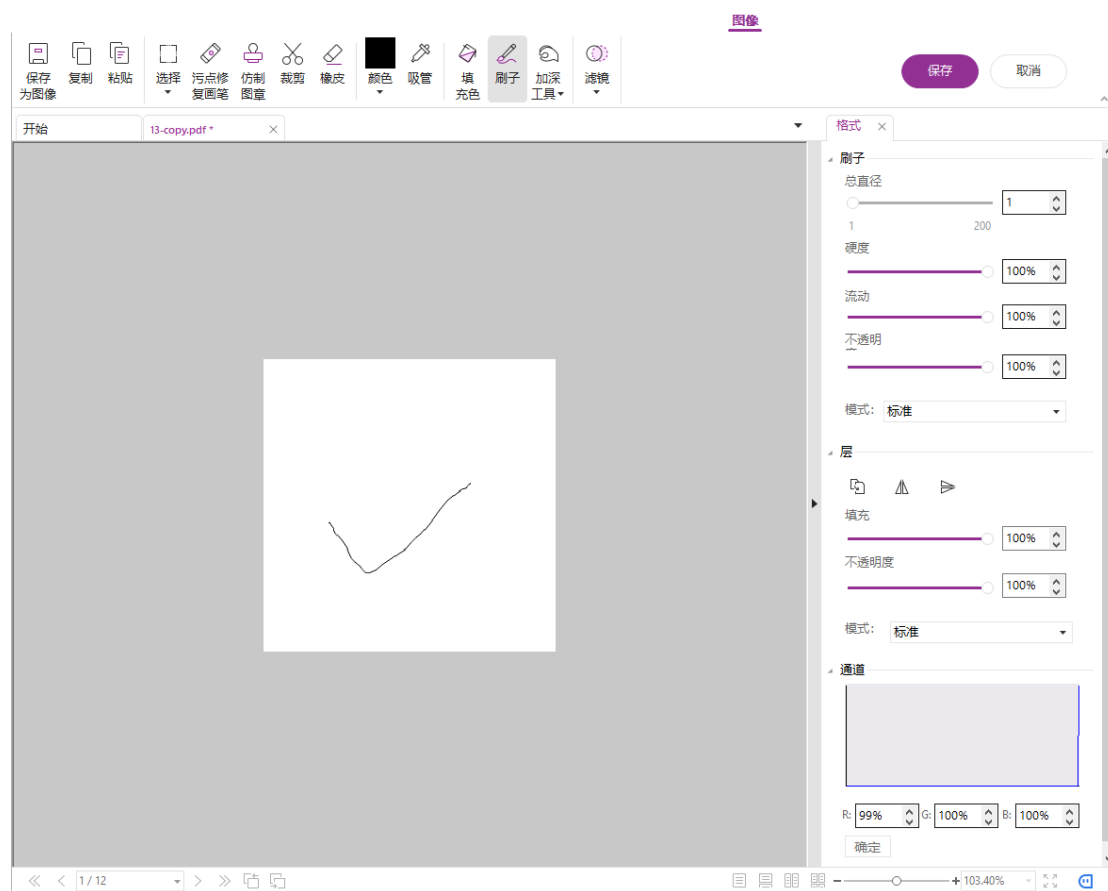 图像
保存为图像 复制 粘贴 选择 污点修复画笔 仿制图章 裁剪 橡皮 颜色 吸管 填充色 刷子 加深工具 滤镜 保存 取消
开始 13-copy.pdf * 格式
刷子
总直径
1
1 200
硬度
100%
流动
100%
不透明
100%
模式: 标准
层
填充
100%
不透明度
100%
模式: 标准
通道
R: 99% G: 100% B: 100%
确定
1 / 12 103.40%